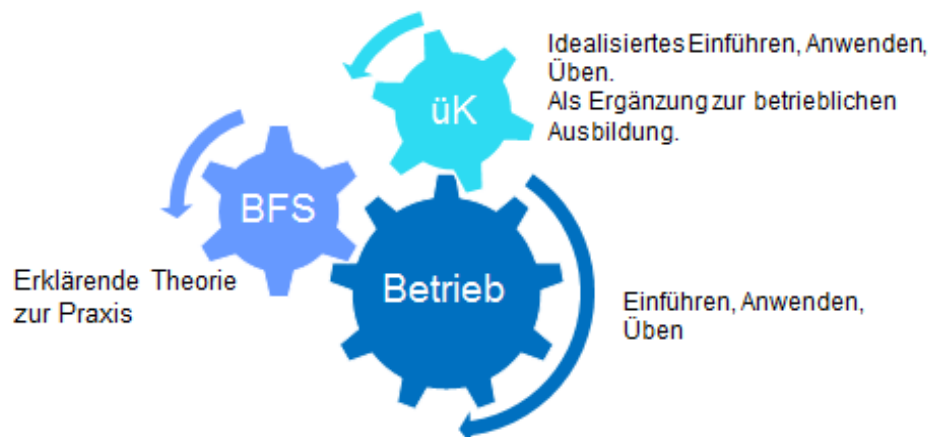 Idealisiertes Einführen, Anwenden,
Üben.
Als Ergänzung zur betrieblichen
Ausbildung.
üK
BFS
Erklärende Theorie
zur Praxis
Betrieb
Einführen, Anwenden,
Üben